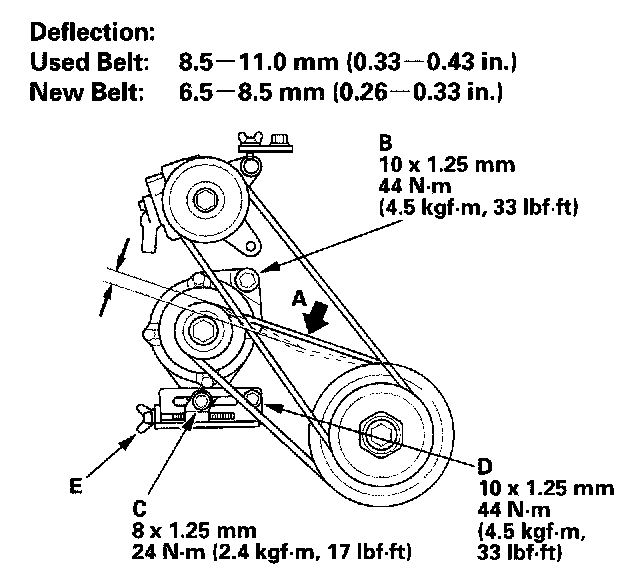 Deflection:
Used Belt: 8.5—11.0 mm (0.33—0.43 in.)
New Belt: 6.5—8.5 mm (0.26—0.33 in.)
B
10 x 1.25 mm
44 N·m
(4.5 kgf·m, 33 lbf·ft)
A
E
C
8 x 1.25 mm
24 N·m (2.4 kgf·m, 17 lbf·ft)
D
10 x 1.25 mm
44 N·m
(4.5 kgf·m,
33 lbf·ft)